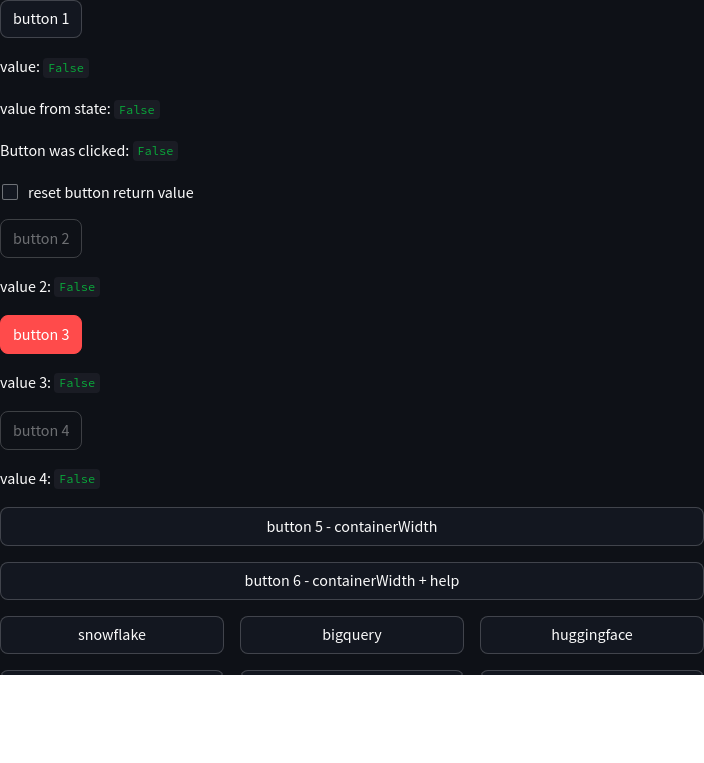 button 1
value: False
value from state: False
Button was clicked: False
reset button return value
button 2
value 2: False
button 3
value 3: False
button 4
value 4: False
button 5 - containerWidth
button 6 - containerWidth + help
snowflake bigquery huggingface